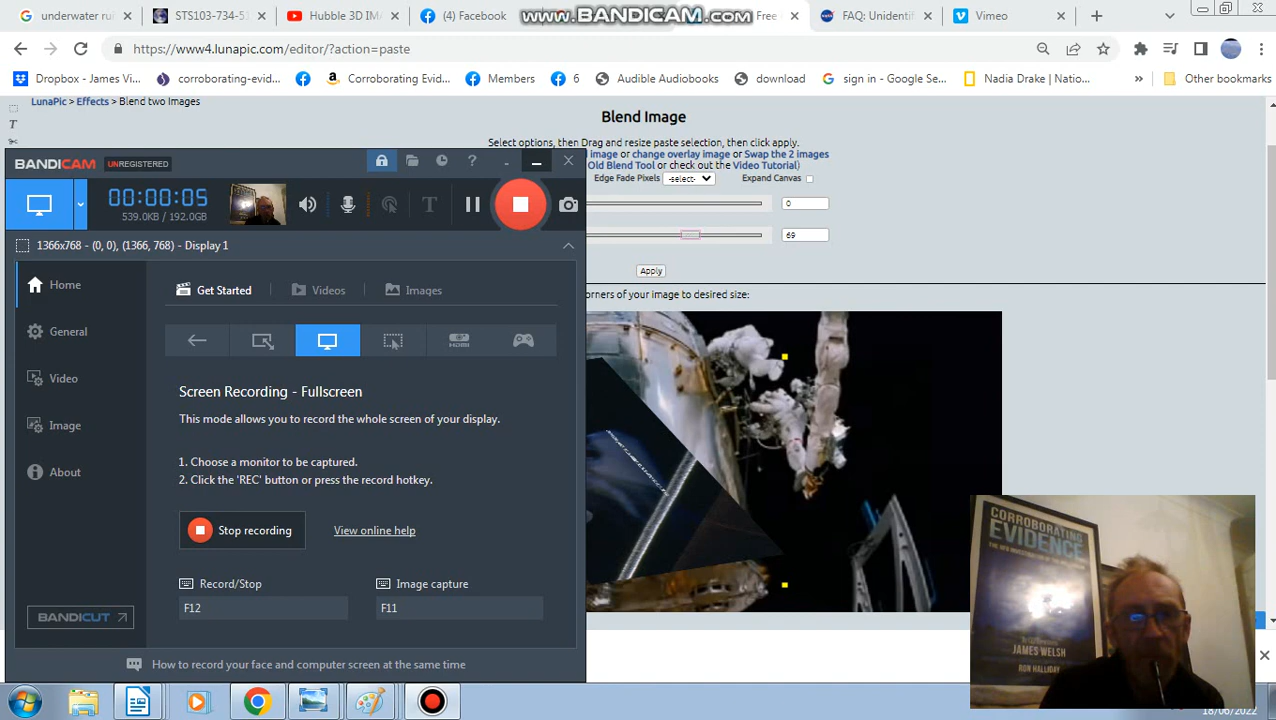 underwater ru
STS103-734-5
Hubble 3D IM
(4) Facebook
www.BANDICAM.com
Free
FAQ: Unidentif
Vimeo
https://www4.lunapic.com/editor/?action=paste
Dropbox - James Vi...
corroborating-evid...
Corroborating Evid...
Members
6
Audible Audiobooks
download
sign in - Google Se...
Nadia Drake | Natio...
»
Other bookmarks
LunaPic > Effects > Blend two Images
Blend Image
Select options, then Drag and resize paste selection, then click apply.
image or change overlay image or Swap the 2 images
Old Blend Tool or check out the Video Tutorial)
Edge Fade Pixels -select- Expand Canvas
0
69
Apply
orners of your image to desired size:
BANDICAM UNREGISTERED
00:00:05
539.0KB / 192.0GB
1366x768 - (0, 0), (1366, 768) - Display 1
Home
General
Video
Image
About
BANDICUT
Get Started
Videos
Images
HDMI
Screen Recording - Fullscreen
This mode allows you to record the whole screen of your display.
1. Choose a monitor to be captured.
2. Click the 'REC' button or press the record hotkey.
Stop recording
View online help
Record/Stop
Image capture
F12
F11
How to record your face and computer screen at the same time
CORROBORATING
EVIDENCE
JAMES WELSH
RON HALLIDAY
18/06/2022